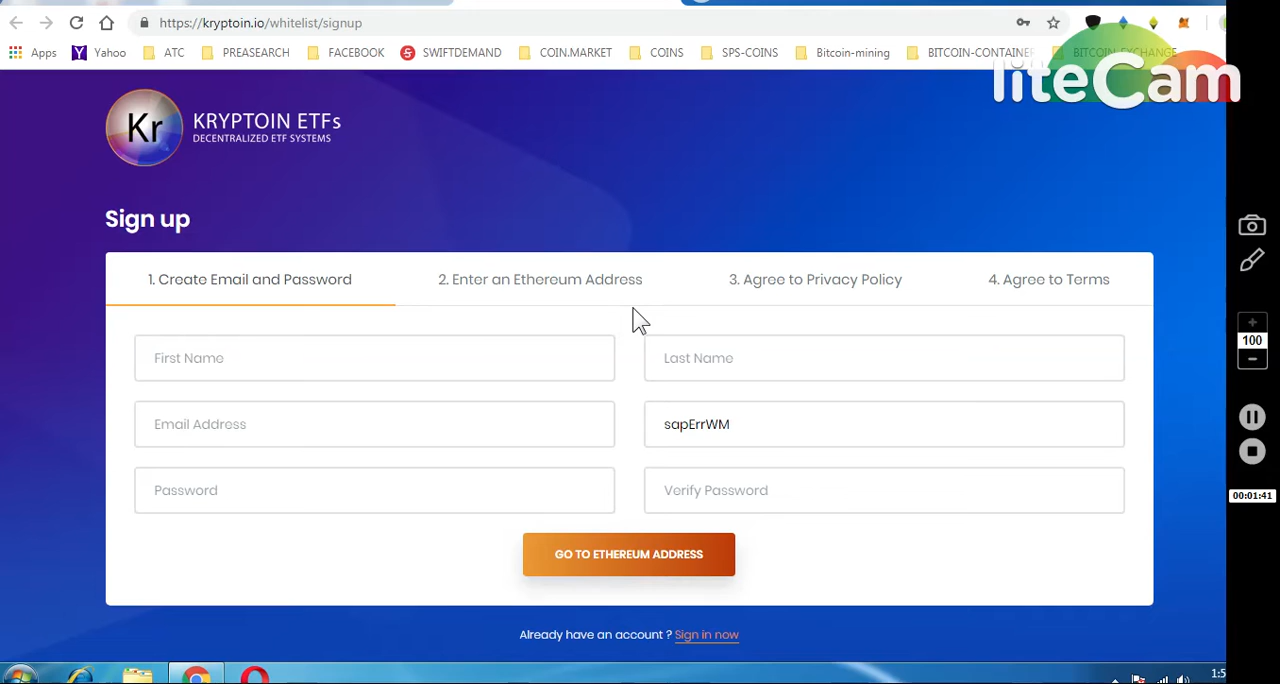 https://kryptoin.io/whitelist/signup
Apps Yahoo ATC PREASEARCH FACEBOOK SWIFTDEMAND COIN.MARKET COINS SPS-COINS Bitcoin-mining BITCOIN-CONTAINER BITCOIN-EXCHANGE
liteCam
Kr KRYPTOIN ETFs
DECENTRALIZED ETF SYSTEMS
Sign up
1. Create Email and Password 2. Enter an Ethereum Address 3. Agree to Privacy Policy 4. Agree to Terms
First Name Last Name
100
Email Address sapErrWM
Password Verify Password
00:01:41
GO TO ETHEREUM ADDRESS
Already have an account ? Sign in now